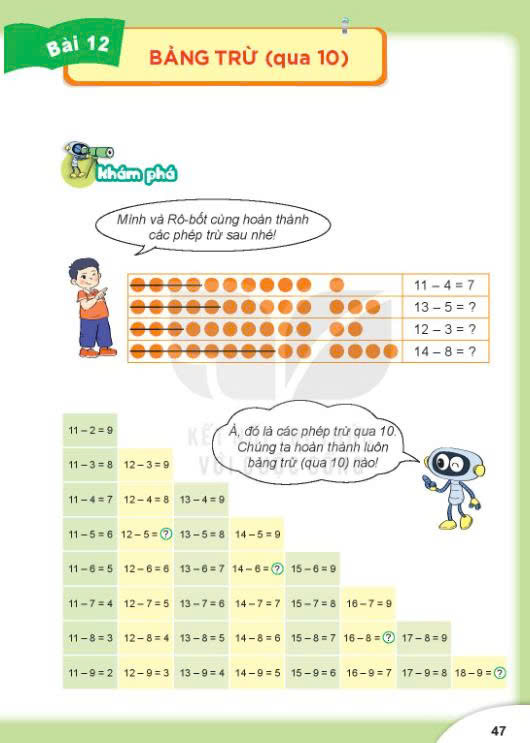 Bài 12
BẢNG TRỪ (qua 10)
khám phá
Mình và Rô-bốt cùng hoàn thành
các phép trừ sau nhé!
11 – 4 = 7
13 – 5 = ?
12 – 3 = ?
14 – 8 = ?
À, đó là các phép trừ qua 10.
Chúng ta hoàn thành luôn
bảng trừ (qua 10) nào!
11 – 2 = 9
11 – 3 = 8 12 – 3 = 9
11 – 4 = 7 12 – 4 = 8 13 – 4 = 9
11 – 5 = 6 12 – 5 = ? 13 – 5 = 8 14 – 5 = 9
11 – 6 = 5 12 – 6 = 6 13 – 6 = 7 14 – 6 = ? 15 – 6 = 9
11 – 7 = 4 12 – 7 = 5 13 – 7 = 6 14 – 7 = 7 15 – 7 = 8 16 – 7 = 9
11 – 8 = 3 12 – 8 = 4 13 – 8 = 5 14 – 8 = 6 15 – 8 = 7 16 – 8 = ? 17 – 8 = 9
11 – 9 = 2 12 – 9 = 3 13 – 9 = 4 14 – 9 = 5 15 – 9 = 6 16 – 9 = 7 17 – 9 = 8 18 – 9 = ?
47